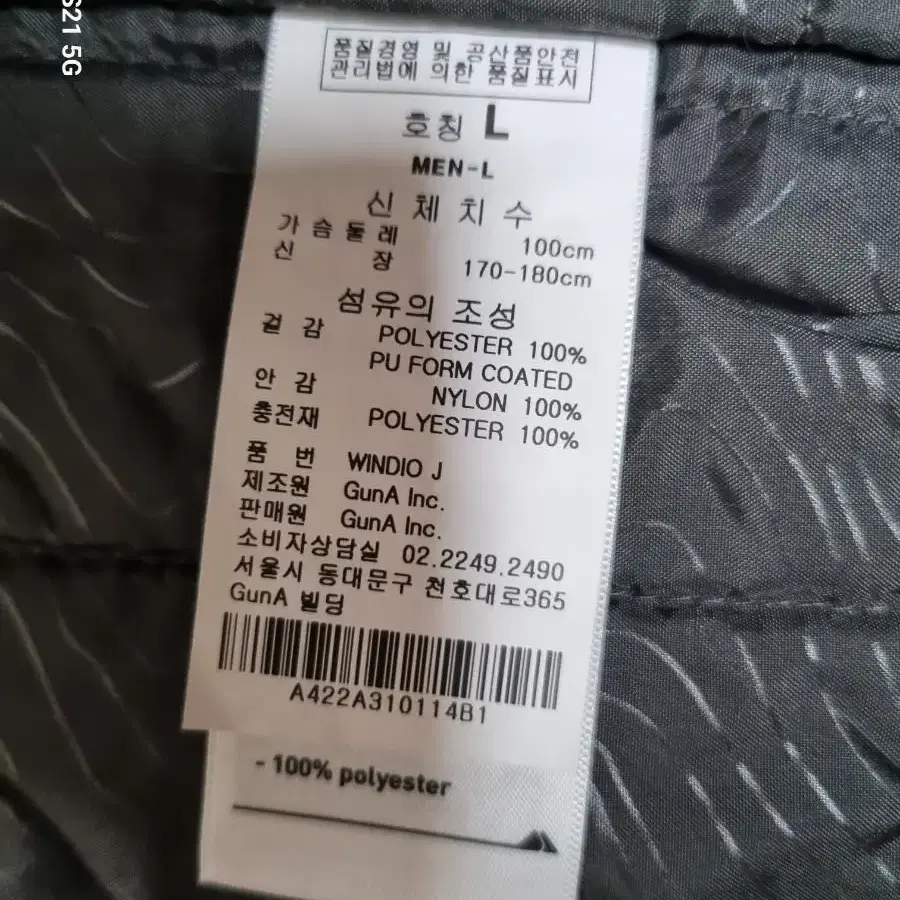 S21 5G
품질경영 및 공산품안전
관리법에 의한 품질표시
호칭 L
MEN-L
신 체 치 수
가 슴 둘 레 100cm
신 장 170-180cm
섬유의 조성
겉 감 POLYESTER 100%
PU FORM COATED
안 감 NYLON 100%
충전재 POLYESTER 100%
품 번 WINDIO J
제조원 GunA Inc.
판매원 GunA Inc.
소비자상담실 02.2249.2490
서울시 동대문구 천호대로365
GunA 빌딩
A422A310114B1
- 100% polyester